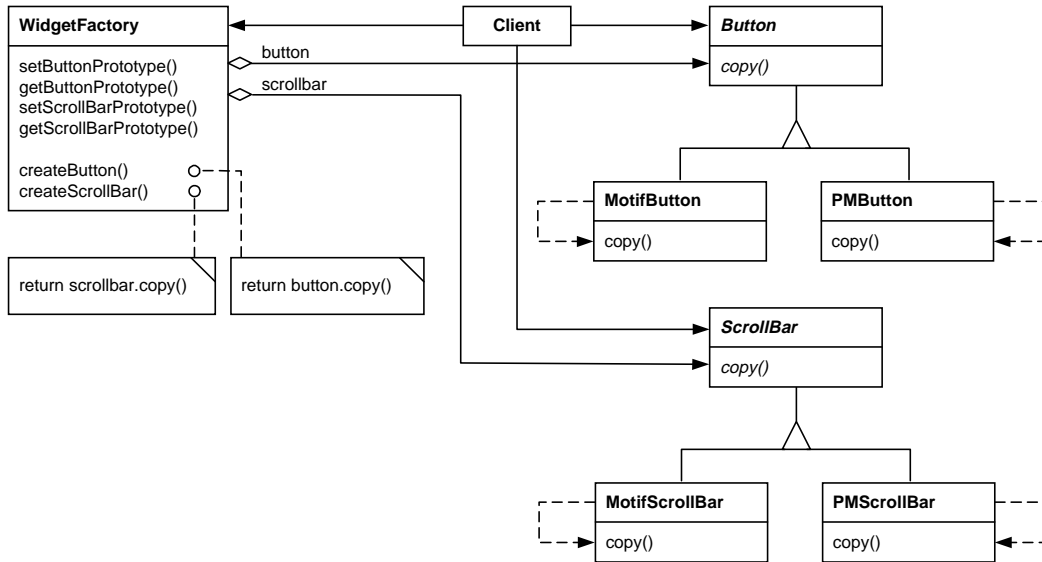 WidgetFactory
setButtonPrototype()
getButtonPrototype()
setScrollBarPrototype()
getScrollBarPrototype()
createButton()
createScrollBar()
return scrollbar.copy()
return button.copy()
button
scrollbar
Client
Button
copy()
MotifButton
copy()
PMButton
copy()
ScrollBar
copy()
MotifScrollBar
copy()
PMScrollBar
copy()